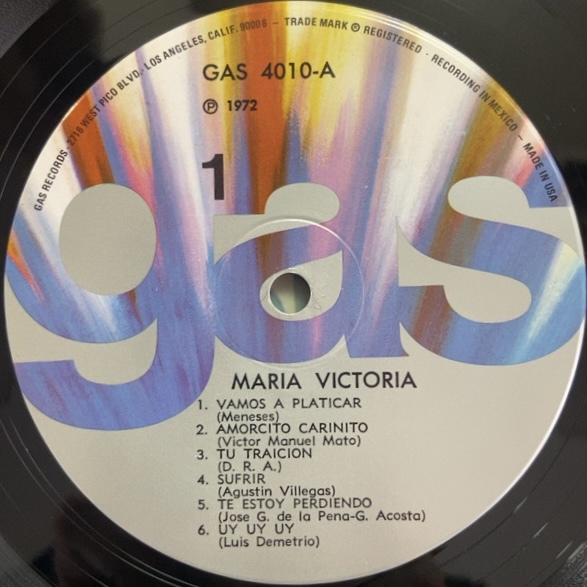 GAS RECORDS - 2716 WEST PICO BLVD. - LOS ANGELES, CALIF. 90006 - TRADE MARK ® REGISTERED - RECORDING IN MEXICO - MADE IN USA
GAS 4010-A
℗ 1972
1
gas
MARIA VICTORIA
1. VAMOS A PLATICAR
(Meneses)
2. AMORCITO CARINITO
(Victor Manuel Mato)
3. TU TRAICION
(D. R. A.)
4. SUFRIR
(Agustin Villegas)
5. TE ESTOY PERDIENDO
(Jose G. de la Pena-G. Acosta)
6. UY UY UY
(Luis Demetrio)